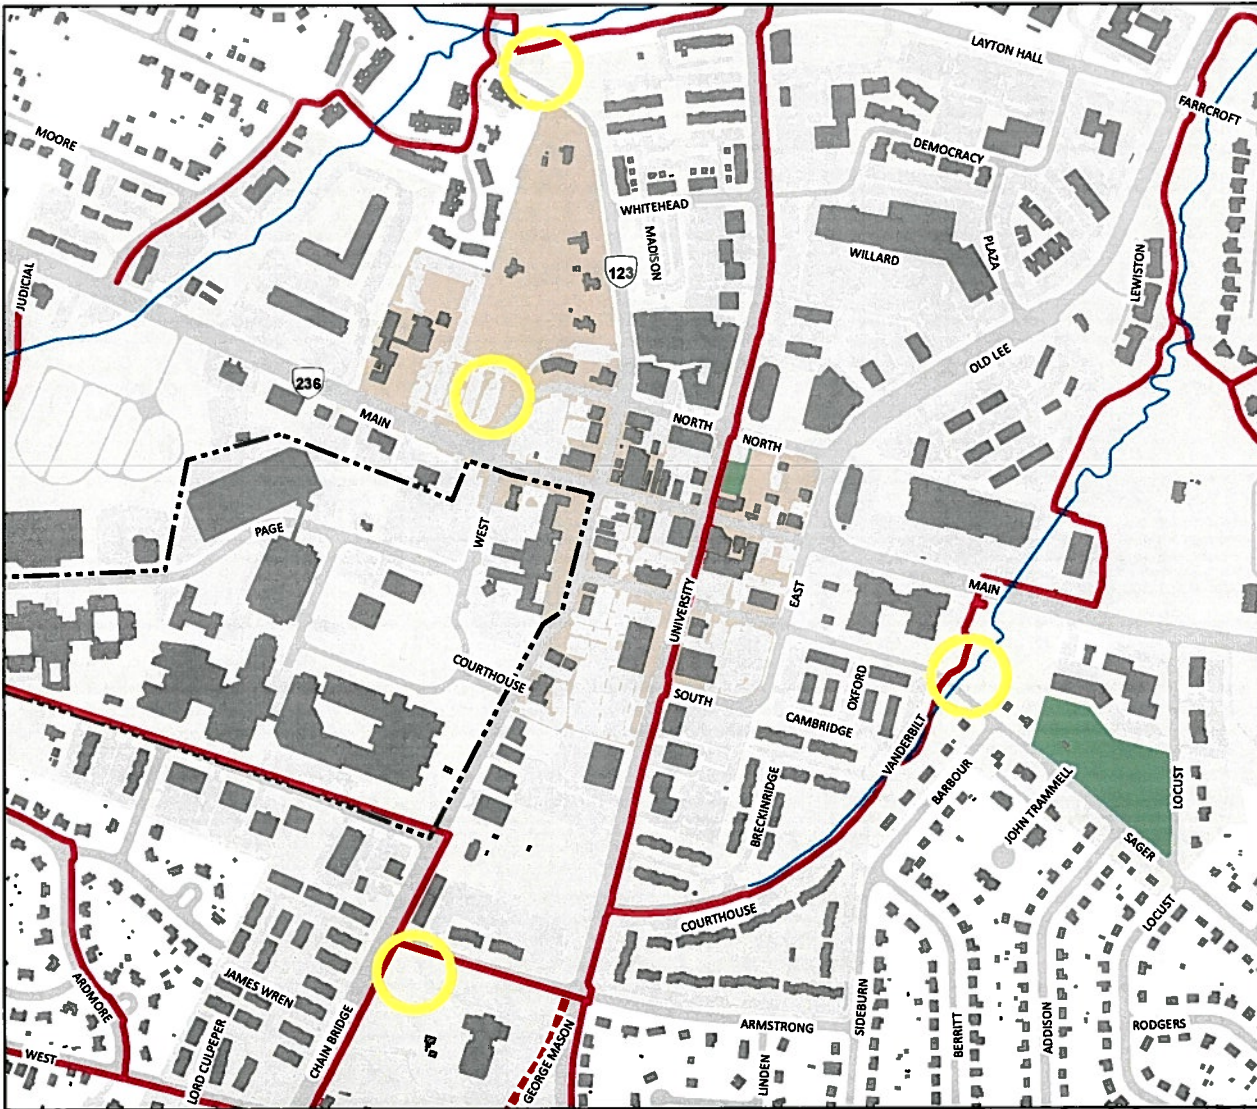 LAYTON HALL
FARRCROFT
MOORE
DEMOCRACY
WHITEHEAD
MADISON
123
WILLARD
PLAZA
LEWISTON
JUDICIAL
OLD LEE
236
MAIN
NORTH
NORTH
PAGE
WEST
UNIVERSITY
EAST
MAIN
COURTHOUSE
SOUTH
OXFORD
CAMBRIDGE
VANDERBILT
BARBOUR
BRECKINRIDGE
JOHN TRAMMELL
LOCUST
SAGER
COURTHOUSE
LOCUST
ARDMORE
JAMES WREN
CHAIN BRIDGE
LORD CULPEPER
WEST
GEORGE MASON
ARMSTRONG
LINDEN
SIDEBURN
BERRITT
ADDISON
RODGERS